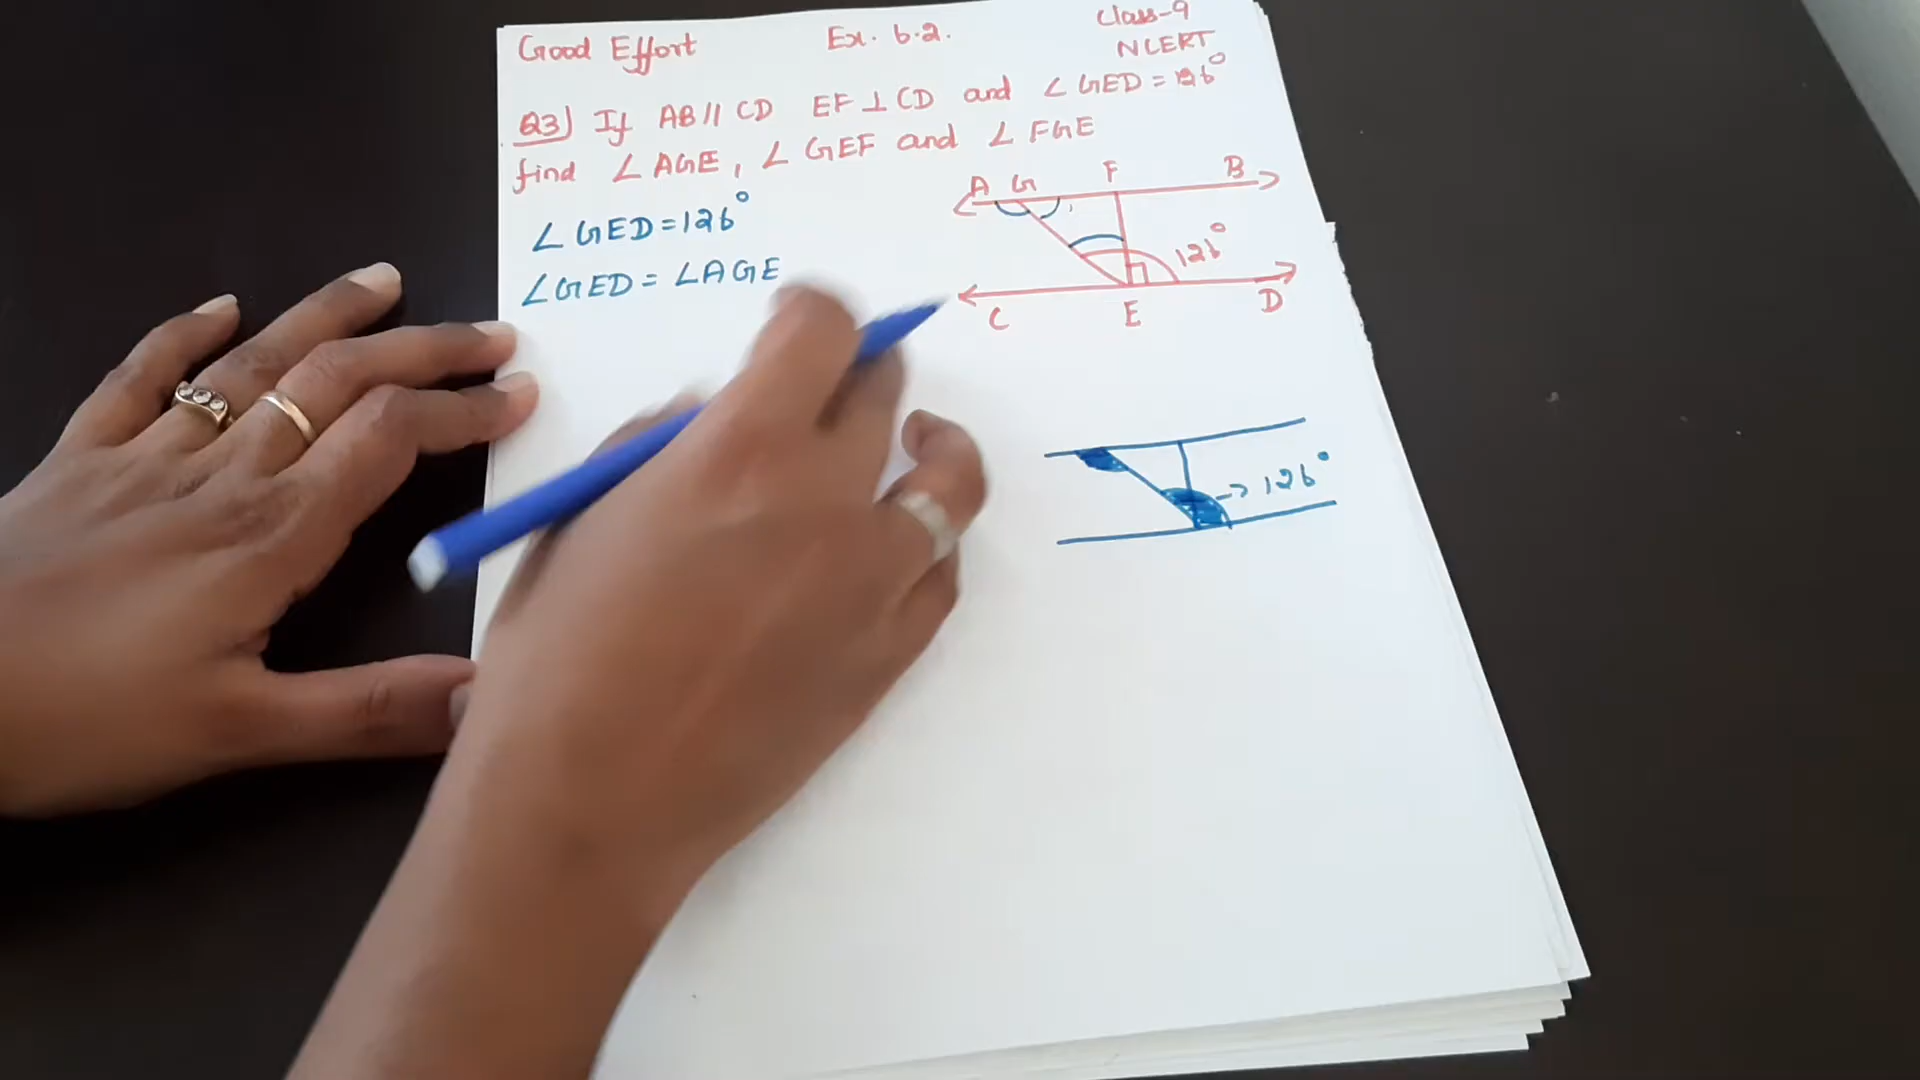 Good Effort Ex. 6.2. Class-9
NCERT
Q3) If AB // CD EF ⊥ CD and ∠ GED = 126°
find ∠ AGE, ∠ GEF and ∠ FGE
∠ GED = 126°
∠GED = ∠AGE
A G F B
126°
C E D
→ 126°